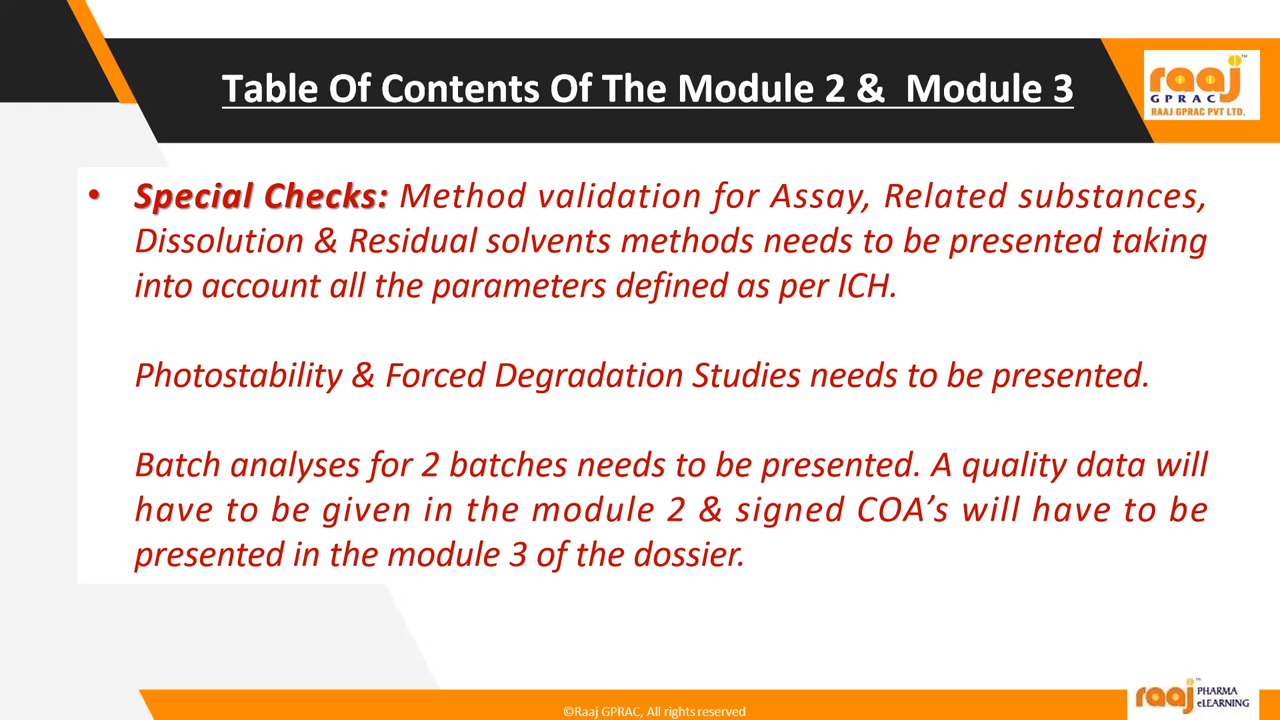 Table Of Contents Of The Module 2 & Module 3
raaj
™
GPRAC
RAAJ GPRAC PVT LTD.
• Special Checks: Method validation for Assay, Related substances,
Dissolution & Residual solvents methods needs to be presented taking
into account all the parameters defined as per ICH.
Photostability & Forced Degradation Studies needs to be presented.
Batch analyses for 2 batches needs to be presented. A quality data will
have to be given in the module 2 & signed COA’s will have to be
presented in the module 3 of the dossier.
©Raaj GPRAC, All rights reserved
raaj
™
PHARMA
eLEARNING